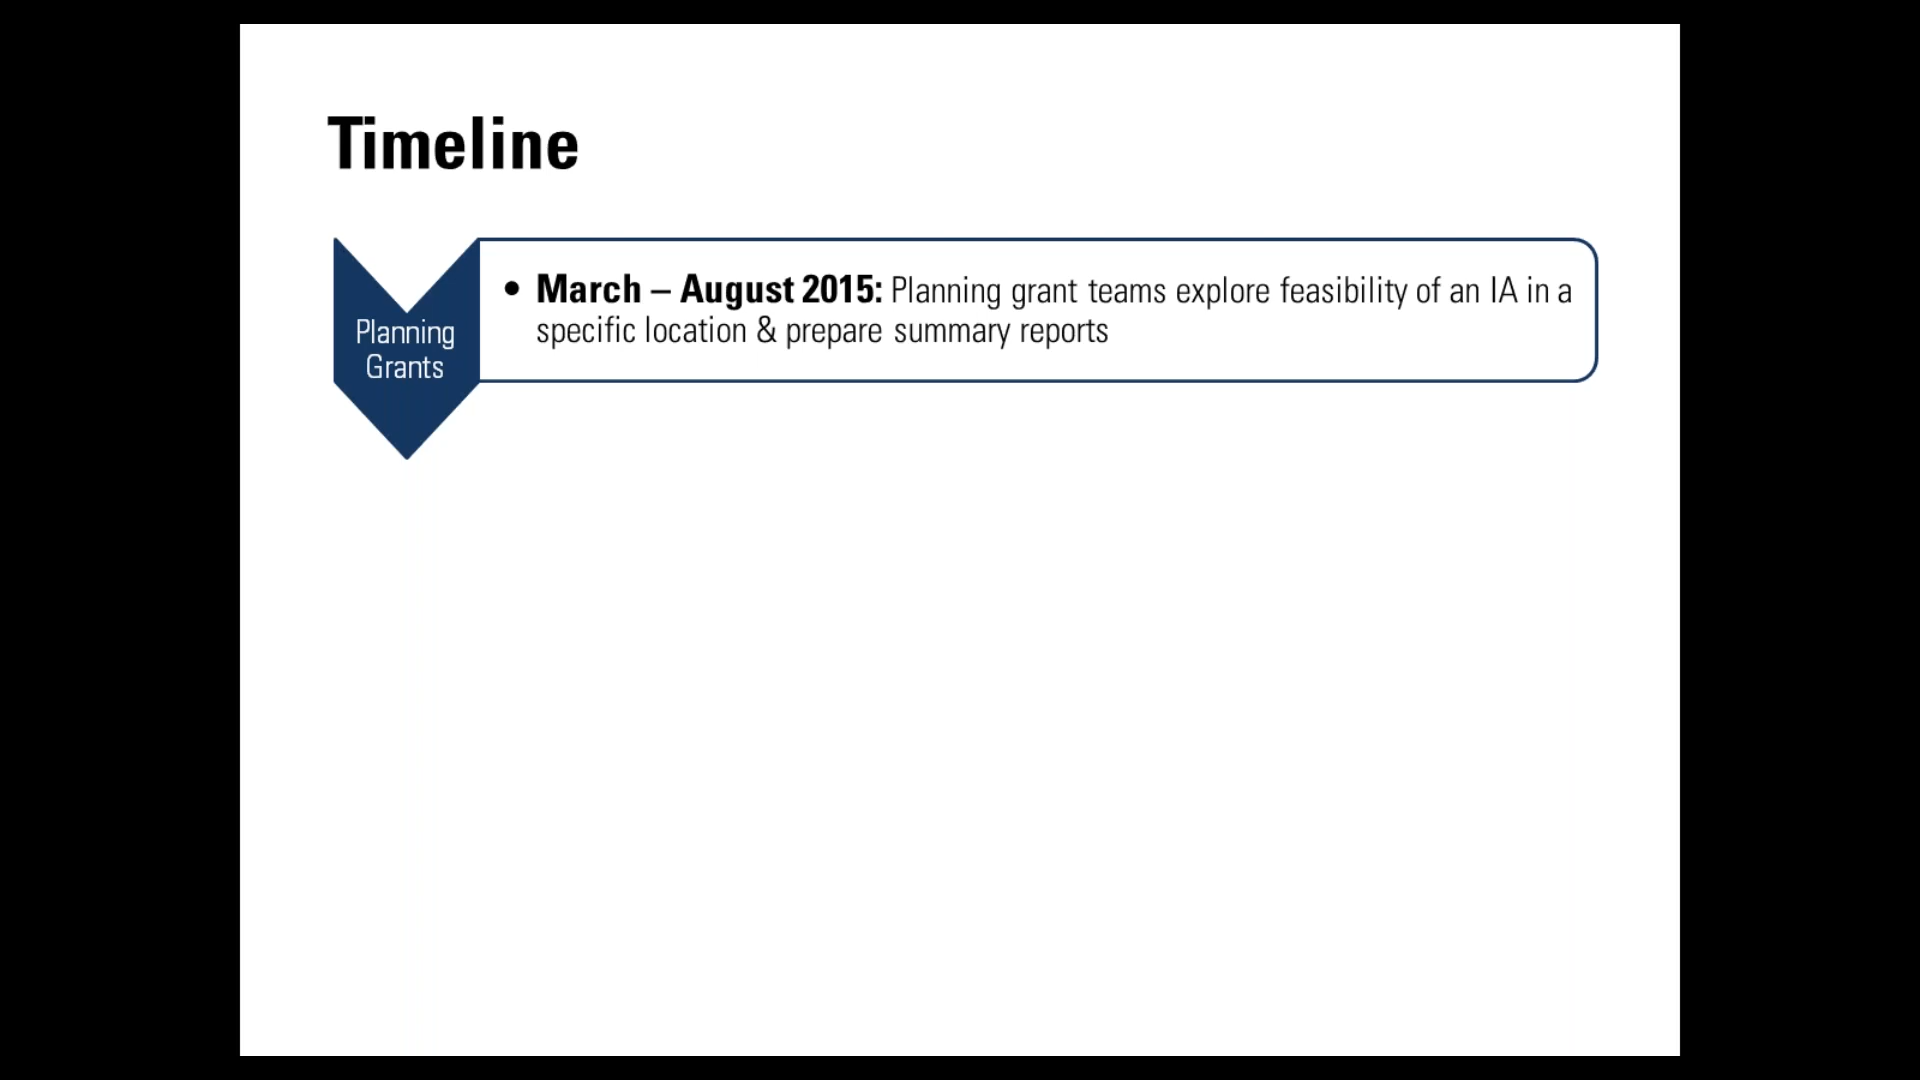 Timeline
Planning
Grants
• March – August 2015: Planning grant teams explore feasibility of an IA in a
specific location & prepare summary reports